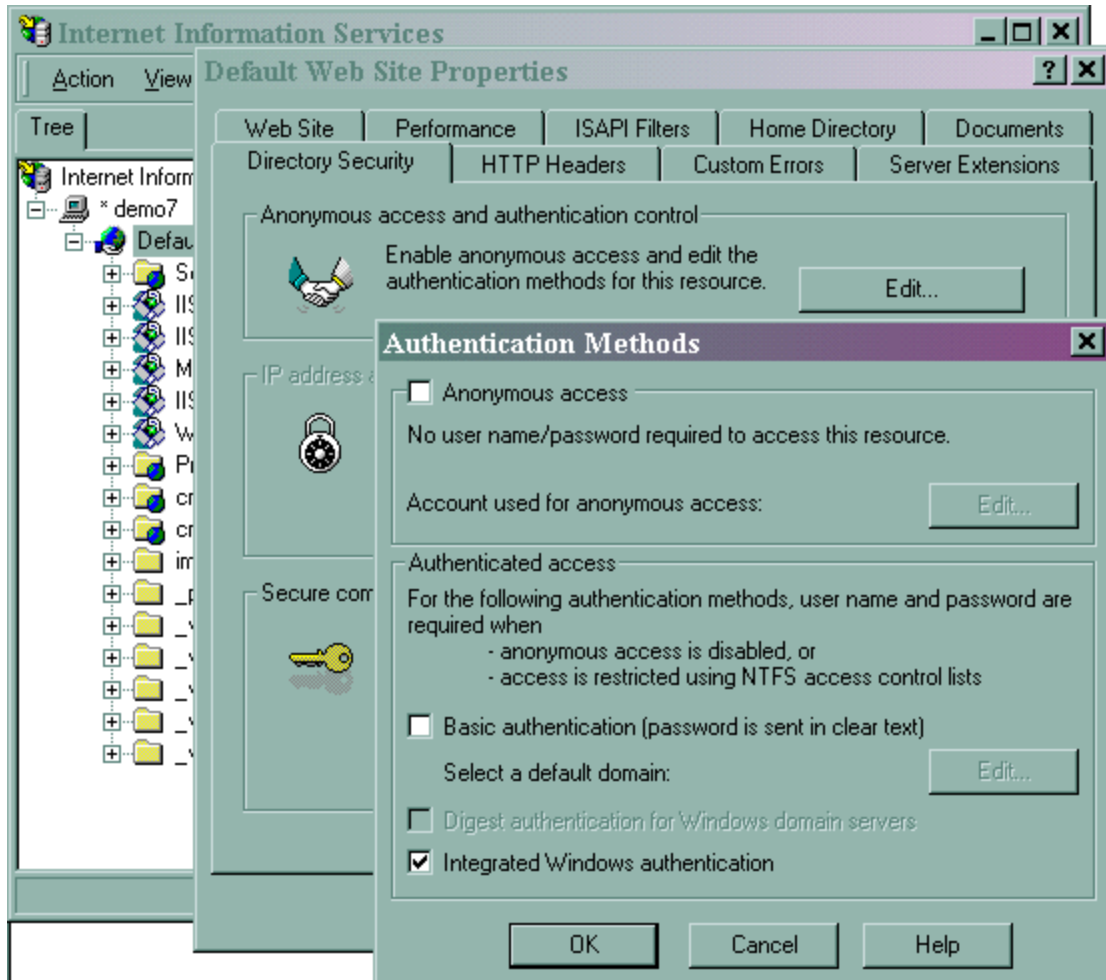 Internet Information Services
Action View
Default Web Site Properties
Tree
Web Site Performance ISAPI Filters Home Directory Documents
Directory Security HTTP Headers Custom Errors Server Extensions
Internet
* demo7
Anonymous access and authentication control
Enable anonymous access and edit the
authentication methods for this resource.
Edit...
Authentication Methods
IP address
Anonymous access
No user name/password required to access this resource.
Account used for anonymous access:
Edit...
Authenticated access
Secure
For the following authentication methods, user name and password are
required when
- anonymous access is disabled, or
- access is restricted using NTFS access control lists
Basic authentication (password is sent in clear text)
Select a default domain:
Edit...
Digest authentication for Windows domain servers
Integrated Windows authentication
OK Cancel Help